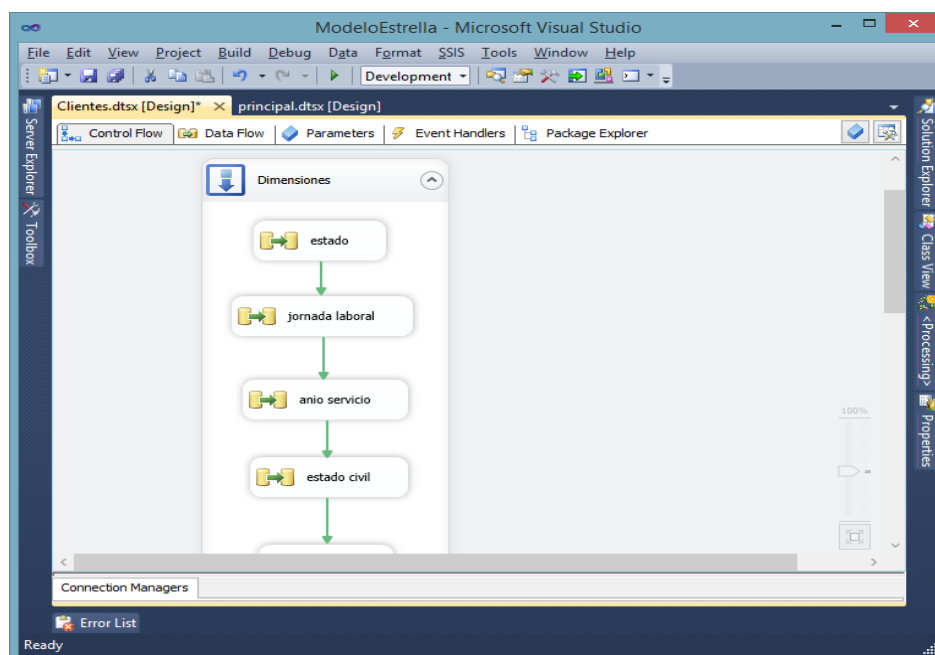 ModeloEstrella - Microsoft Visual Studio
File Edit View Project Build Debug Data Format SSIS Tools Window Help
Development
Clientes.dtsx [Design]* principal.dtsx [Design]
Control Flow Data Flow Parameters Event Handlers Package Explorer
Server Explorer
Toolbox
Dimensiones
estado
jornada laboral
anio servicio
estado civil
100%
Solution Explorer
Class View
<Processing>
Properties
Connection Managers
Error List
Ready